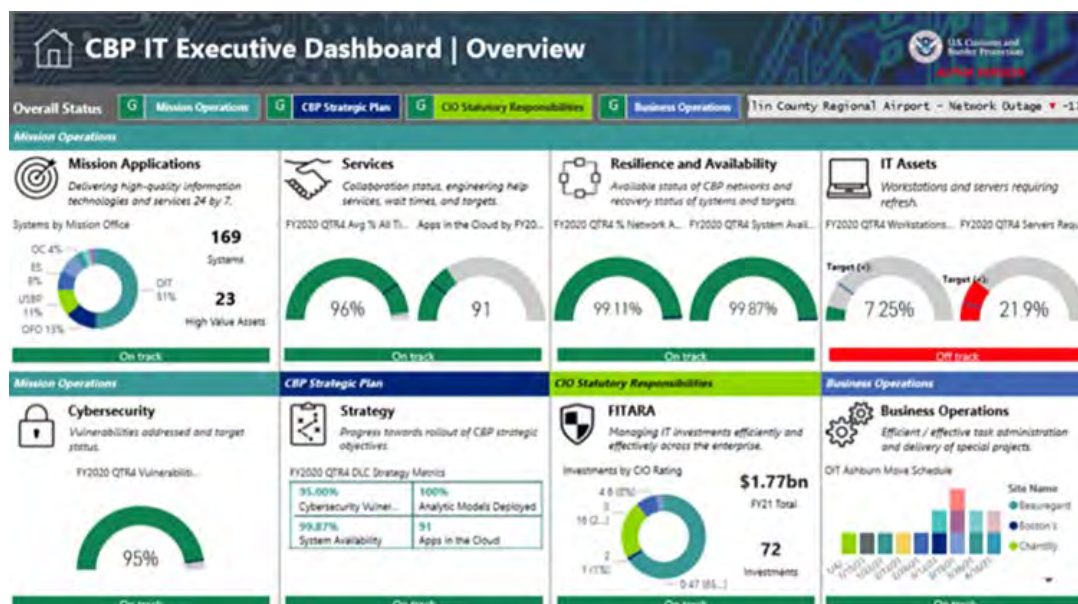 CBP IT Executive Dashboard | Overview
U.S. Customs and
Border Protection
Overall Status
G Mission Operations
G CBP Strategic Plan
G CIO Statutory Responsibilities
G Business Operations
lin County Regional Airport - Network Outage ▼ -1
Mission Operations
Mission Applications
Delivering high-quality information
technologies and services 24 by 7.
Systems by Mission Office
OC 4%
ES
8%
USBP
11%
OFO 13%
OIT
61%
169
Systems
23
High Value Assets
On track
Services
Collaboration status, engineering help
services, wait times, and targets.
FY2020 QTR4 Avg % All Ti...
Apps in the Cloud by FY20...
96%
91
On track
Resilience and Availability
Available status of CBP networks and
recovery status of systems and targets.
FY2020 QTR4 % Network A...
FY2020 QTR4 System Avail...
99.11%
99.87%
On track
IT Assets
Workstations and servers requiring
refresh.
FY2020 QTR4 Workstations...
FY2020 QTR4 Servers Requ
Target (<):
7.25%
Target (<):
21.9%
Off track
Mission Operations
Cybersecurity
Vulnerabilities addressed and target
status.
FY2020 QTR4 Vulnerabiliti...
95%
On track
CBP Strategic Plan
Strategy
Progress towards rollout of CBP strategic
objectives.
FY2020 QTR4 DLC Strategy Metrics
95.00%
Cybersecurity Vulner...
100%
Analytic Models Deployed
99.87%
System Availability
91
Apps in the Cloud
On track
CIO Statutory Responsibilities
FITARA
Managing IT investments efficiently and
effectively across the enterprise.
Investments by CIO Rating
$1.77bn
FY21 Total
72
Investments
On track
Business Operations
Business Operations
Efficient / effective task administration
and delivery of special projects.
OIT Ashburn Move Schedule
Site Name
Beauregard
Boston's
Chantilly
On track